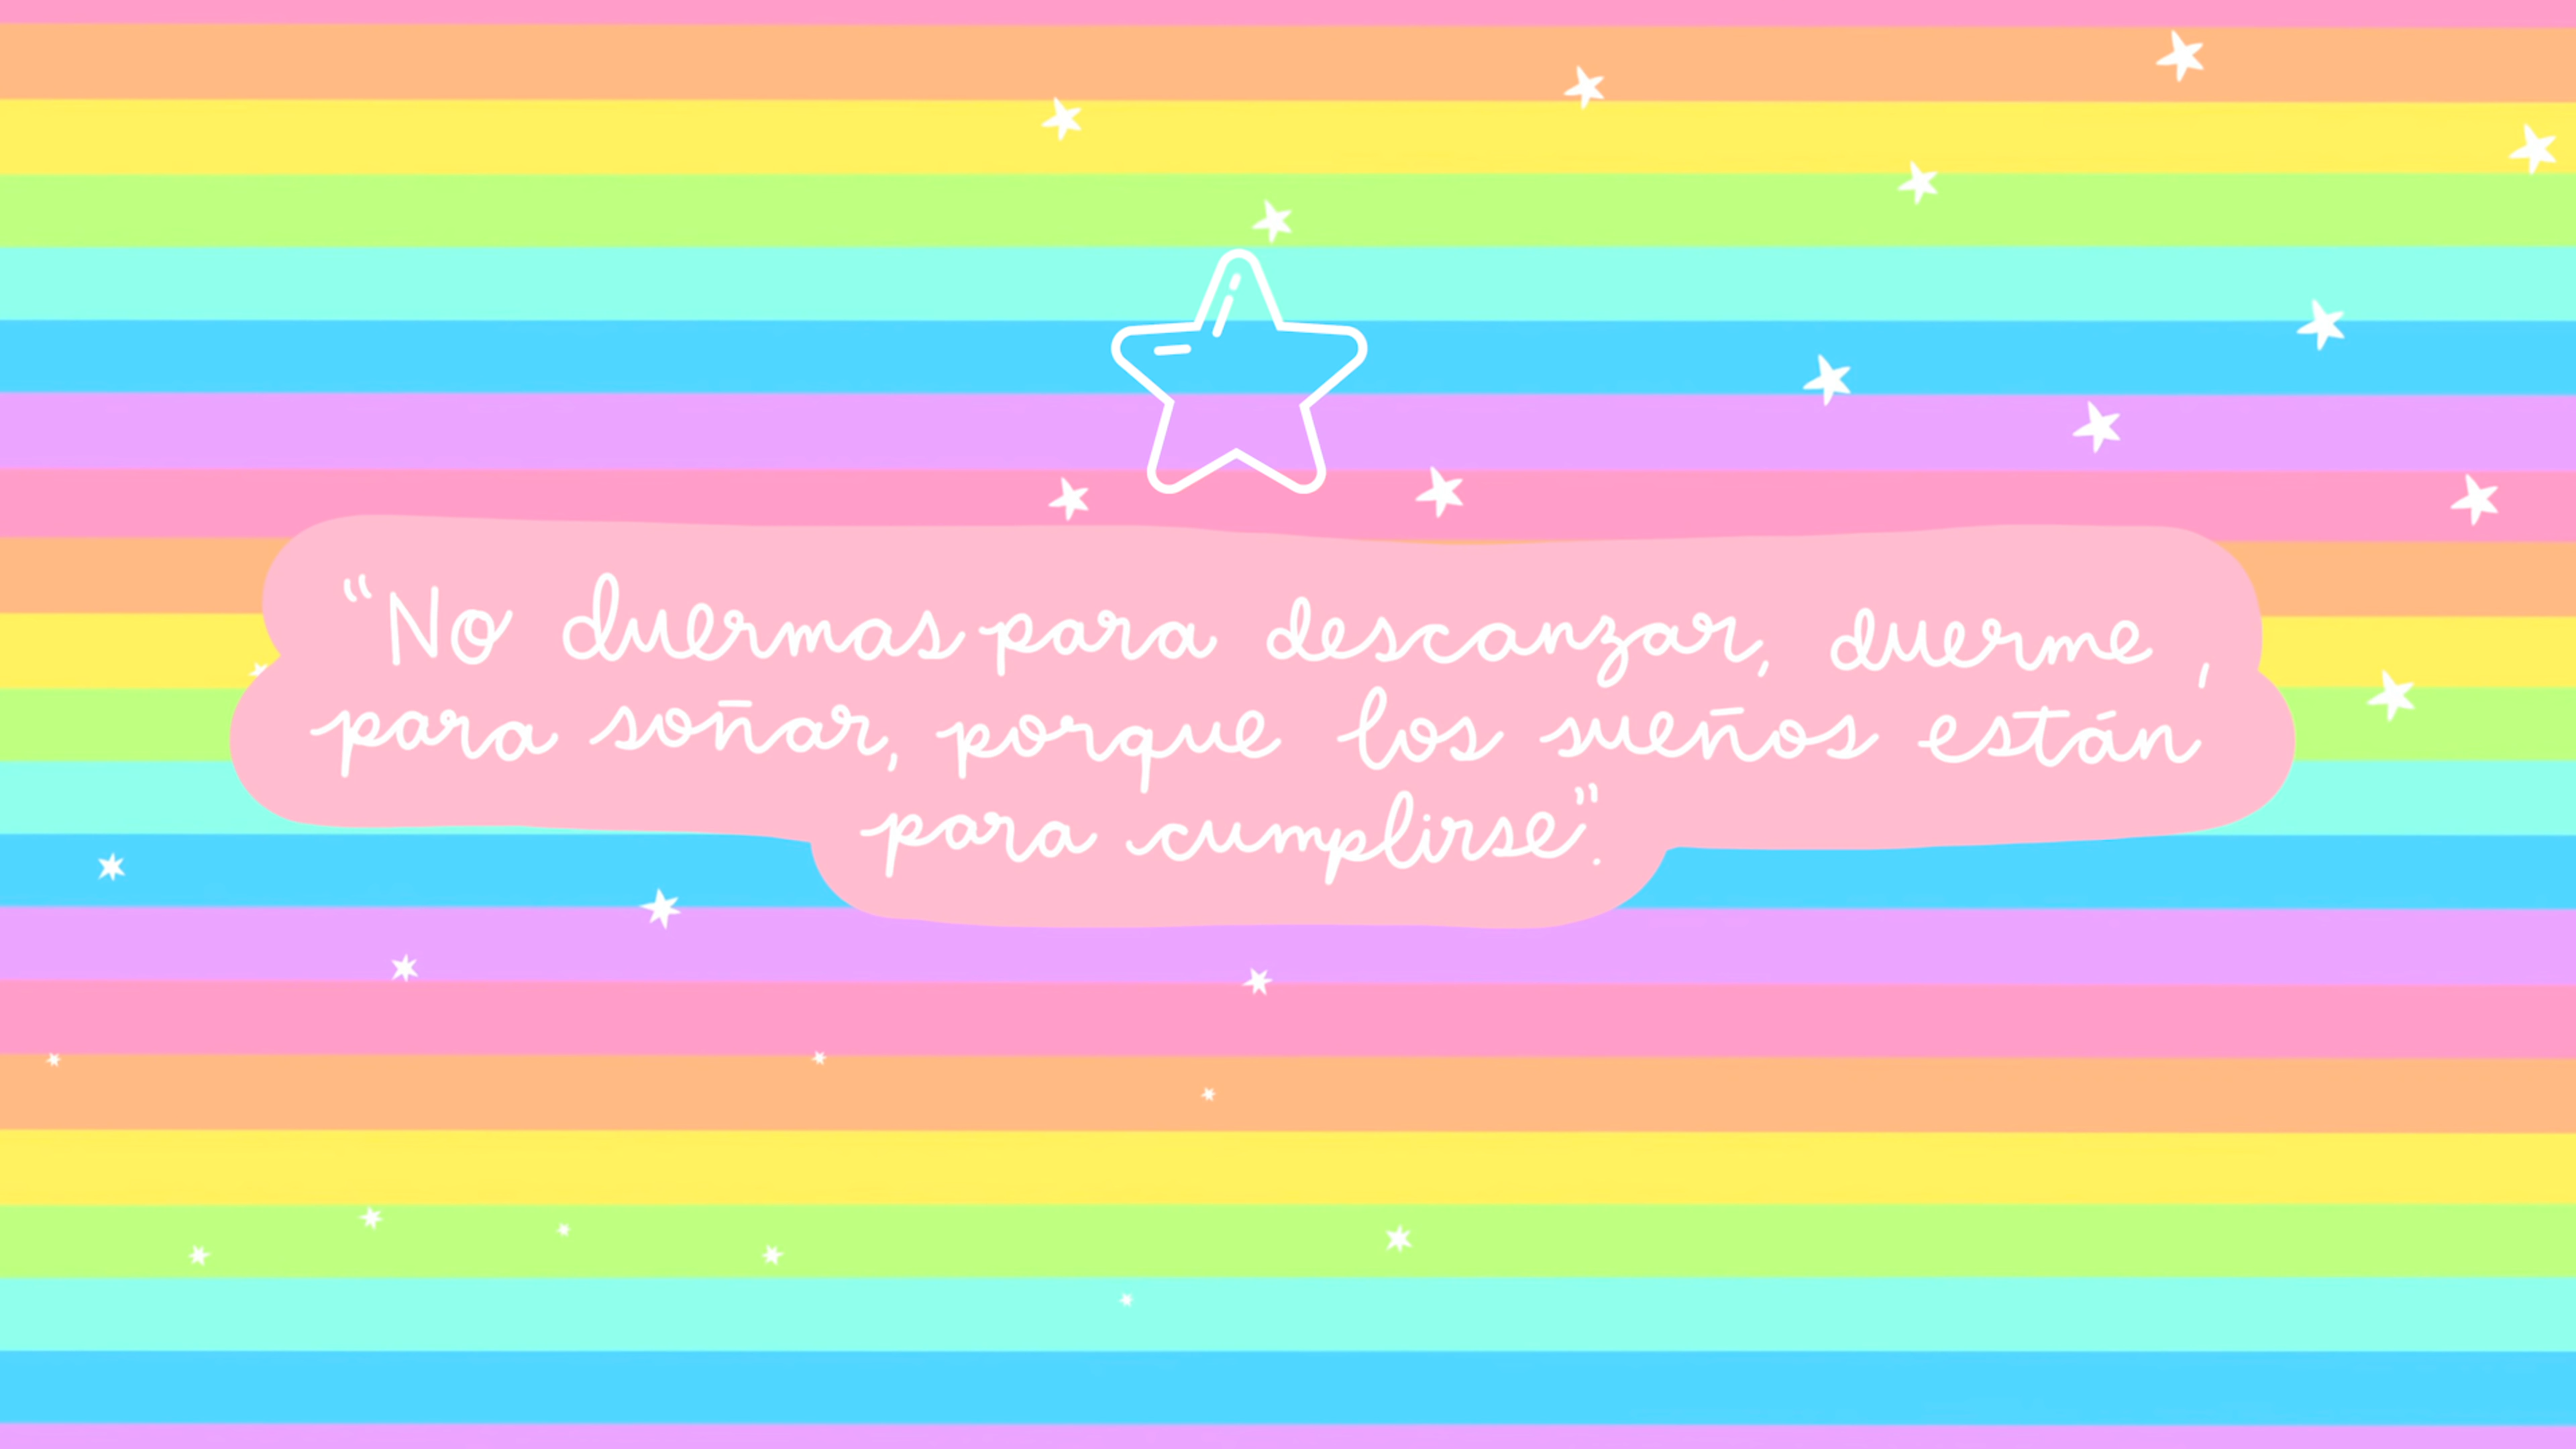 “No duermas para descanzar, duerme,
para soñar, porque los sueños están
para cumplirse”.